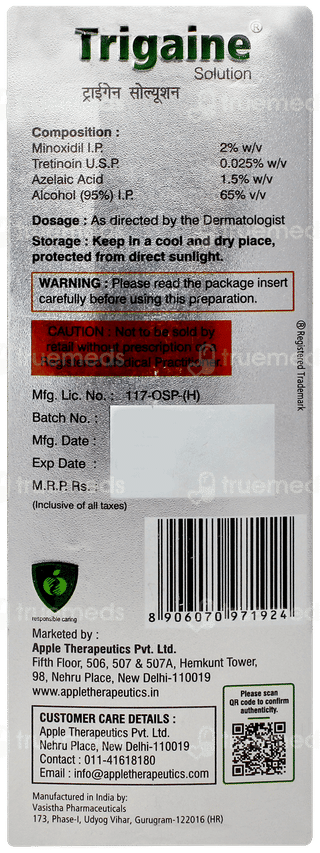 Trigaine®
Solution
ट्राईगेन सोल्यूशन
Composition :
Minoxidil I.P. 2% w/v
Tretinoin U.S.P. 0.025% w/v
Azelaic Acid 1.5% w/v
Alcohol (95%) I.P. 65% v/v
Dosage : As directed by the Dermatologist
Storage : Keep in a cool and dry place,
protected from direct sunlight.
WARNING : Please read the package insert
carefully before using this preparation.
CAUTION : Not to be sold by
retail without prescription of a
Registered Medical Practitioner.
® Registered Trademark
Mfg. Lic. No. : 117-OSP-(H)
Batch No. :
Mfg. Date :
Exp Date :
M.R.P. Rs. :
(Inclusive of all taxes)
8 906070 971924
responsible caring
Marketed by :
Apple Therapeutics Pvt. Ltd.
Fifth Floor, 506, 507 & 507A, Hemkunt Tower,
98, Nehru Place, New Delhi-110019
www.appletherapeutics.in
Please scan
QR code to confirm
authenticity.
CUSTOMER CARE DETAILS :
Apple Therapeutics Pvt. Ltd.
Nehru Place, New Delhi-110019
Contact : 011-41618180
Email : info@appletherapeutics.com
Manufactured in India by:
Vasistha Pharmaceuticals
173, Phase-I, Udyog Vihar, Gurugram-122016 (HR)
truemeds